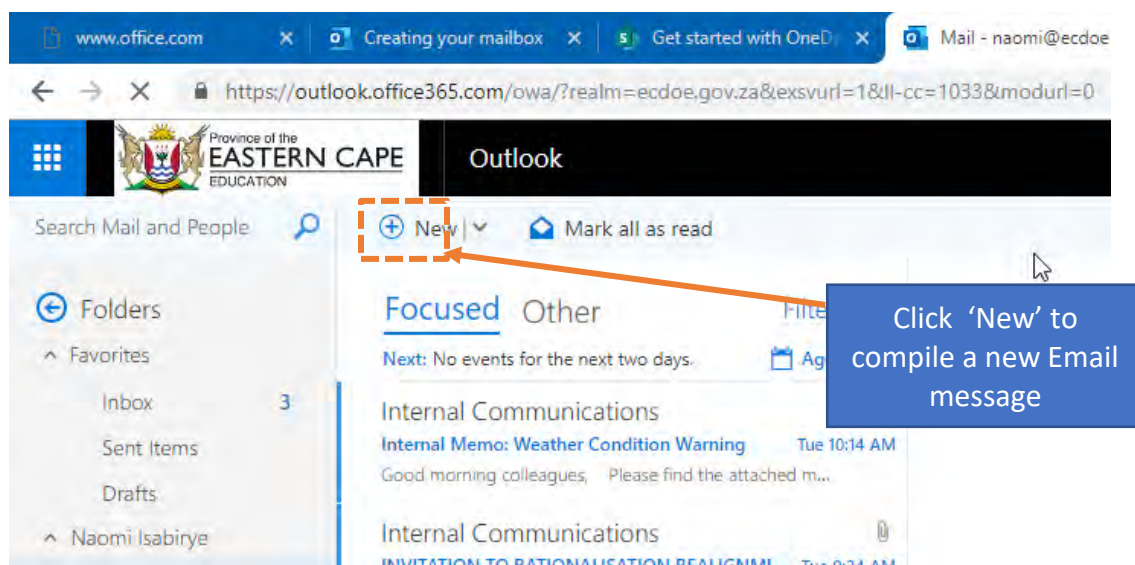 www.office.com
Creating your mailbox
Get started with OneD
Mail - naomi@ecdoe
https://outlook.office365.com/owa/?realm=ecdoe.gov.za&exsvurl=1&ll-cc=1033&modurl=0
Province of the
EASTERN CAPE
EDUCATION
Outlook
Search Mail and People
New
Mark all as read
Folders
Favorites
Inbox 3
Sent Items
Drafts
Naomi Isabirye
Focused Other
Next: No events for the next two days.
Internal Communications
Internal Memo: Weather Condition Warning Tue 10:14 AM
Good morning colleagues, Please find the attached m...
Internal Communications
INVITATION TO RATIONALISATION REALIGNM
Click 'New' to
compile a new Email
message